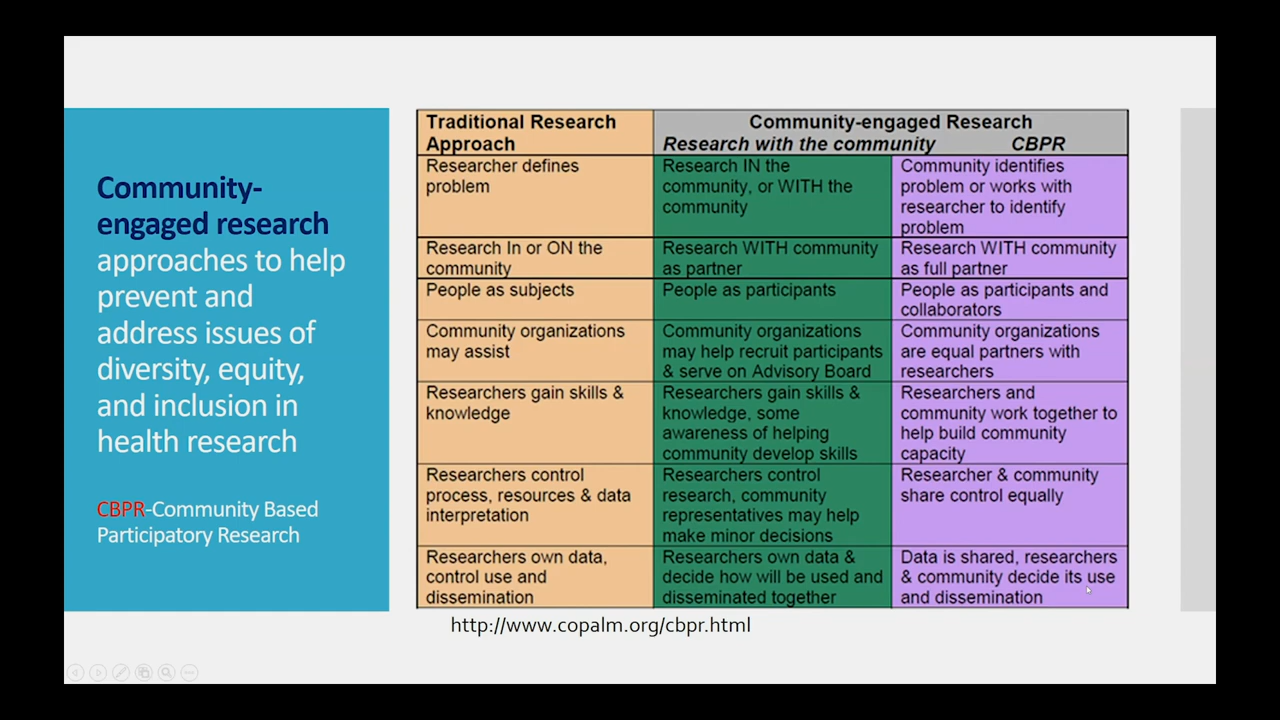 Community-
engaged research
approaches to help
prevent and
address issues of
diversity, equity,
and inclusion in
health research
CBPR-Community Based
Participatory Research
Traditional Research
Approach
Community-engaged Research
Research with the community CBPR
Researcher defines
problem
Research IN the
community, or WITH the
community
Community identifies
problem or works with
researcher to identify
problem
Research In or ON the
community
Research WITH community
as partner
Research WITH community
as full partner
People as subjects
People as participants
People as participants and
collaborators
Community organizations
may assist
Community organizations
may help recruit participants
& serve on Advisory Board
Community organizations
are equal partners with
researchers
Researchers gain skills &
knowledge
Researchers gain skills &
knowledge, some
awareness of helping
community develop skills
Researchers and
community work together to
help build community
capacity
Researchers control
process, resources & data
interpretation
Researchers control
research, community
representatives may help
make minor decisions
Researcher & community
share control equally
Researchers own data,
control use and
dissemination
Researchers own data &
decide how will be used and
disseminated together
Data is shared, researchers
& community decide its use
and dissemination
http://www.copalm.org/cbpr.html